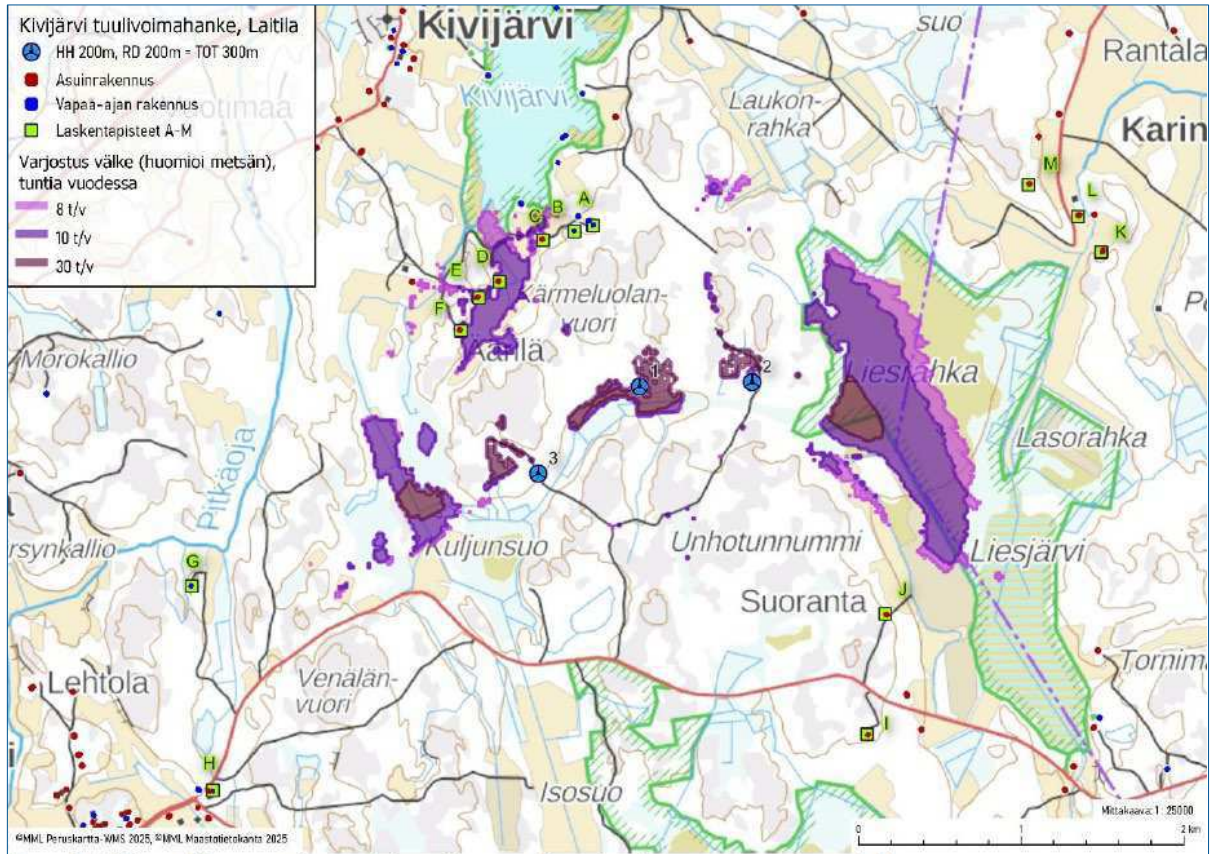 Kivijärvi tuulivoimahanke, Laitila
HH 200m, RD 200m = TOT 300m
Asuinrakennus
Vapaa-ajan rakennus
Laskentapisteet A-M
Varjostus välke (huomioi metsän),
tuntia vuodessa
8 t/v
10 t/v
30 t/v
Kivijärvi
suo
Rantala
Kivijärvi
Laukon-
rahka
Karin
M
L
K
A
B
C
D
E
F
Kärmeluolan-
vuori
Aarilä
Morokallio
1
2
Liesrahka
Lasorahka
3
Pitkäoja
Kuljunsuo
Unhotunnummi
Liesjärvi
rsynkallio
G
J
Suoranta
Lehtola
Venälän-
vuori
Tornim
I
H
Isosuo
Mittakaava: 1 : 25000
©MML Peruskartta-WMS 2025, ©MML Maastotietokanta 2025
0
1
2 km